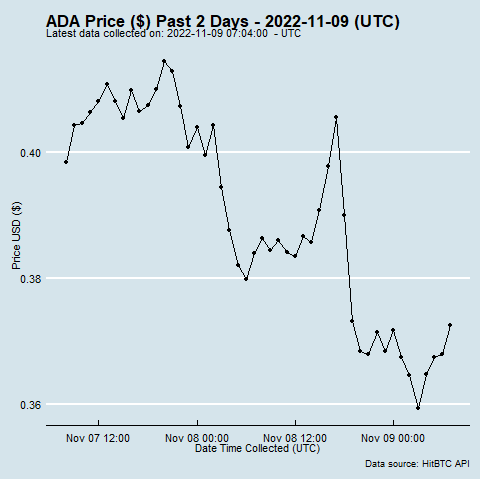 ADA Price ($) Past 2 Days - 2022-11-09 (UTC)
Latest data collected on: 2022-11-09 07:04:00 - UTC
Price USD ($)
0.40
0.38
0.36
Nov 07 12:00 Nov 08 00:00 Nov 08 12:00 Nov 09 00:00
Date Time Collected (UTC)
Data source: HitBTC API